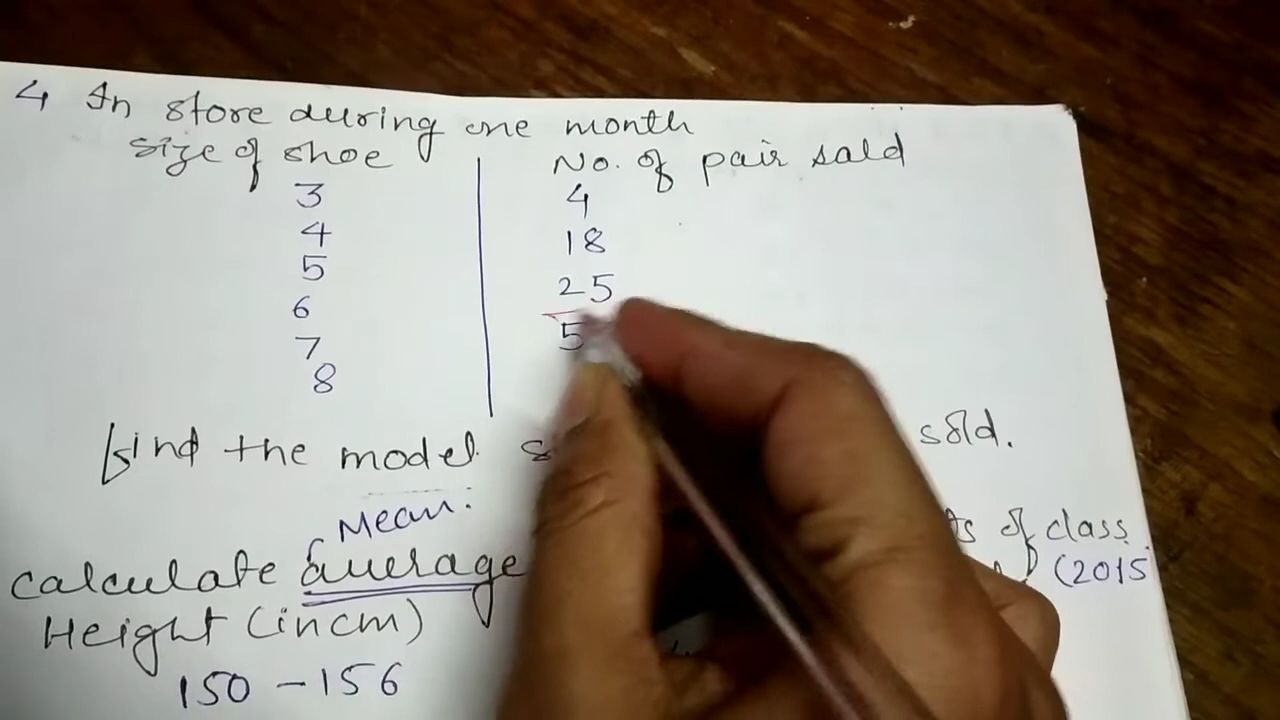 4 In store during one month
size of shoe No. of pair sald
3 4
4 18
5 25
6 5
7
8
find the model sold.
Mean:
calculate average of class
(2015
Height (in cm)
150 - 156